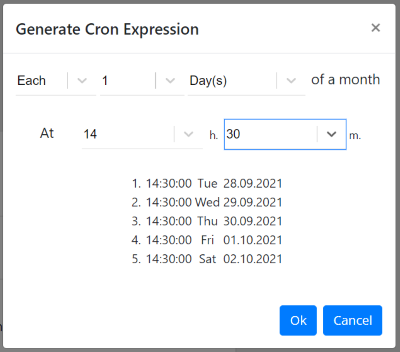 Generate Cron Expression ×
Each 1 Day(s) of a month
At 14 h. 30 m.
1. 14:30:00 Tue 28.09.2021
2. 14:30:00 Wed 29.09.2021
3. 14:30:00 Thu 30.09.2021
4. 14:30:00 Fri 01.10.2021
5. 14:30:00 Sat 02.10.2021
Ok Cancel